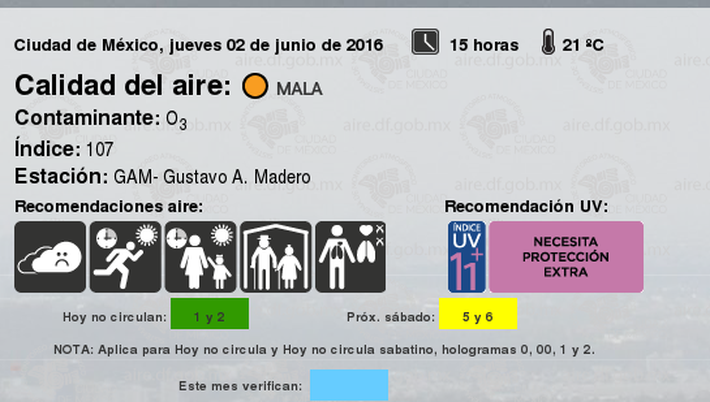 Ciudad de México, jueves 02 de junio de 2016 15 horas 21 ºC
Calidad del aire: MALA
Contaminante: O3
Índice: 107
Estación: GAM- Gustavo A. Madero
Recomendaciones aire: Recomendación UV:
ÍNDICE
UV
11+
NECESITA
PROTECCIÓN
EXTRA
Hoy no circulan: 1 y 2 Próx. sábado: 5 y 6
NOTA: Aplica para Hoy no circula y Hoy no circula sabatino, hologramas 0, 00, 1 y 2.
Este mes verifican:
aire.df.gob.mx
CIUDAD
DE MÉXICO